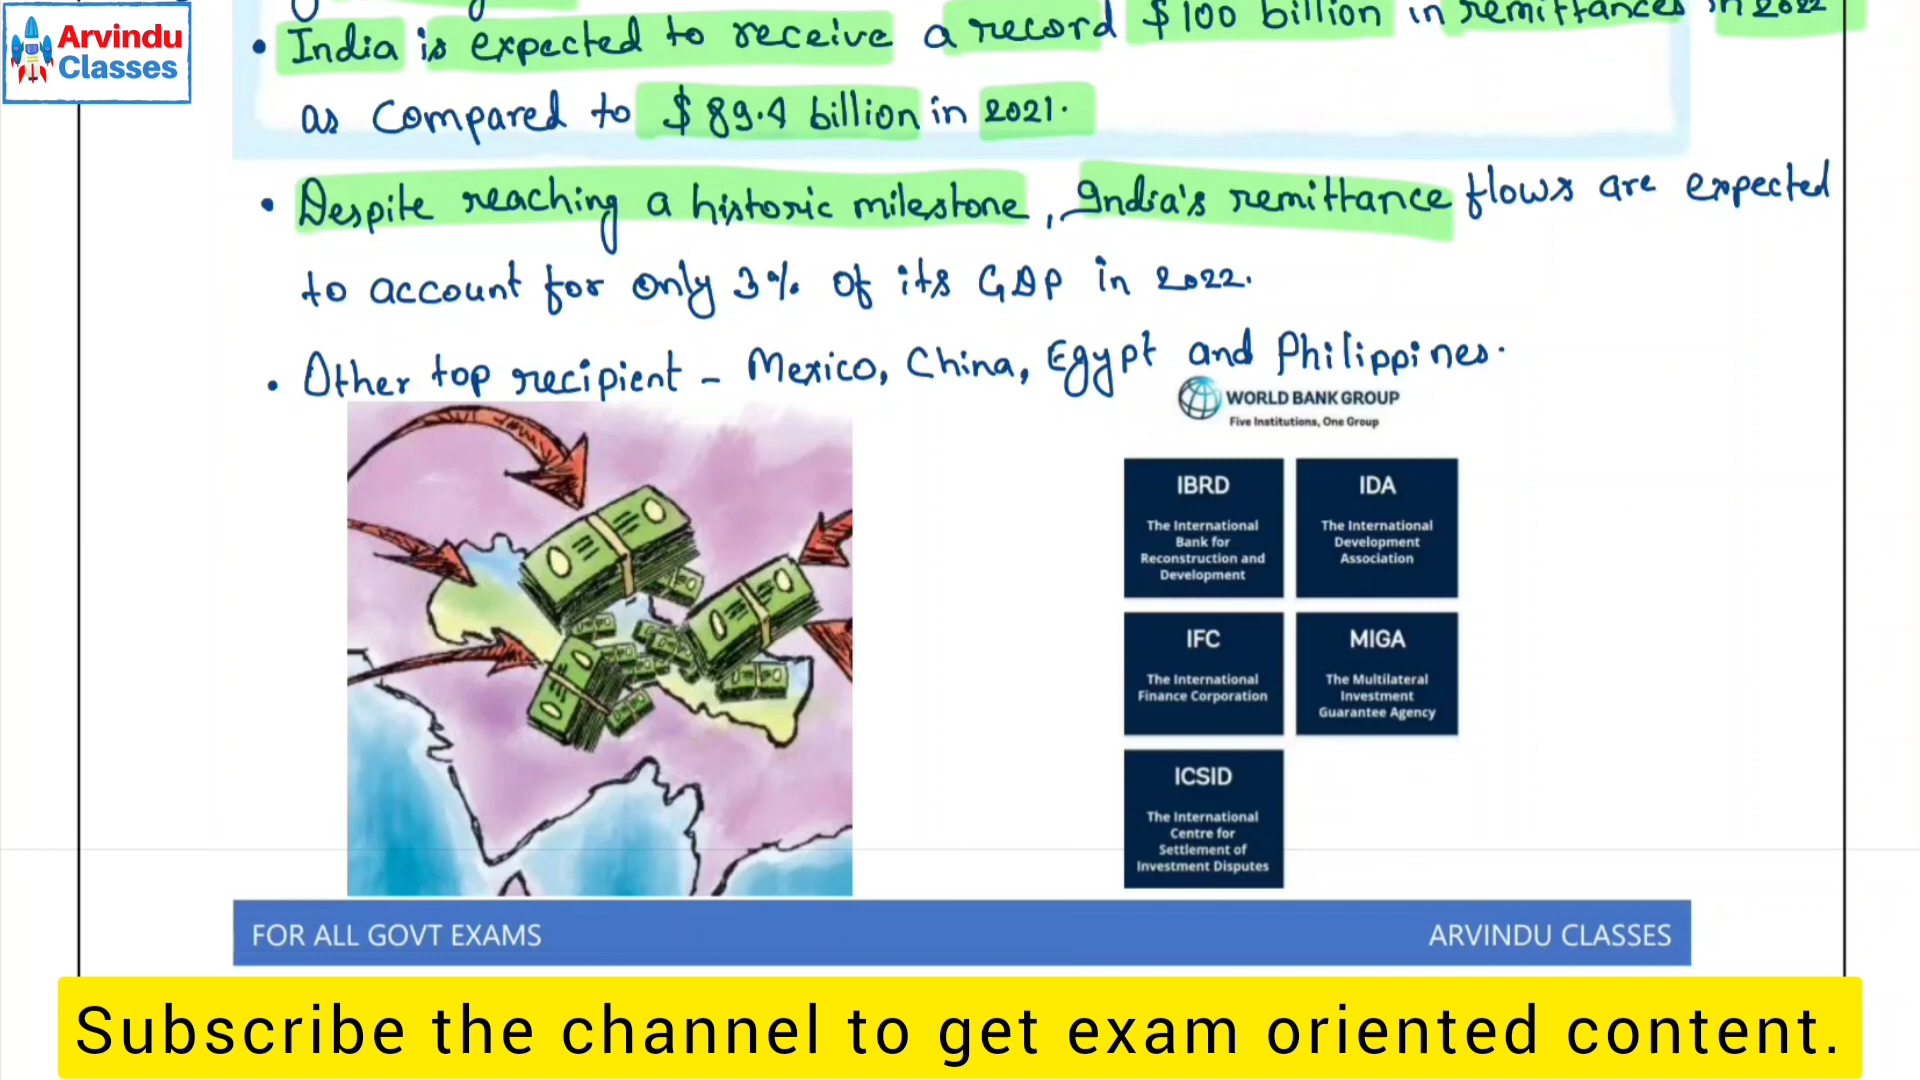 Arvindu
Classes
• India is expected to receive a record $100 billion in remittances in 2022
as compared to $89.4 billion in 2021.
• Despite reaching a historic milestone, India's remittance flows are expected
to account for only 3% of its GDP in 2022.
• Other top recipient - Mexico, China, Egypt and Philippines.
WORLD BANK GROUP
Five Institutions, One Group
IBRD
The International
Bank for
Reconstruction and
Development
IDA
The International
Development
Association
IFC
The International
Finance Corporation
MIGA
The Multilateral
Investment
Guarantee Agency
ICSID
The International
Centre for
Settlement of
Investment Disputes
FOR ALL GOVT EXAMS
ARVINDU CLASSES
Subscribe the channel to get exam oriented content.